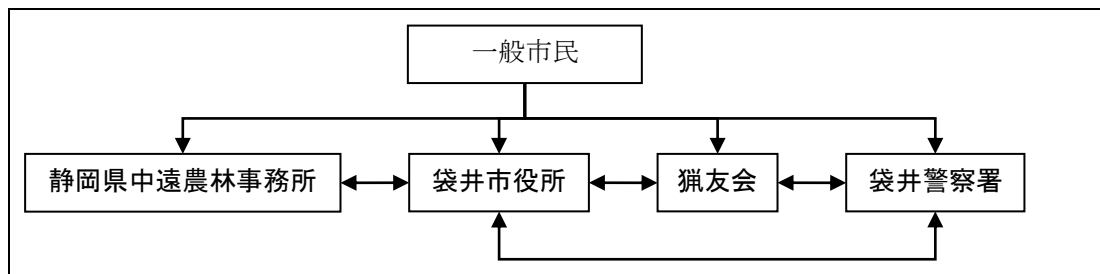 一般市民
静岡県中遠農林事務所
袋井市役所
猟友会
袋井警察署